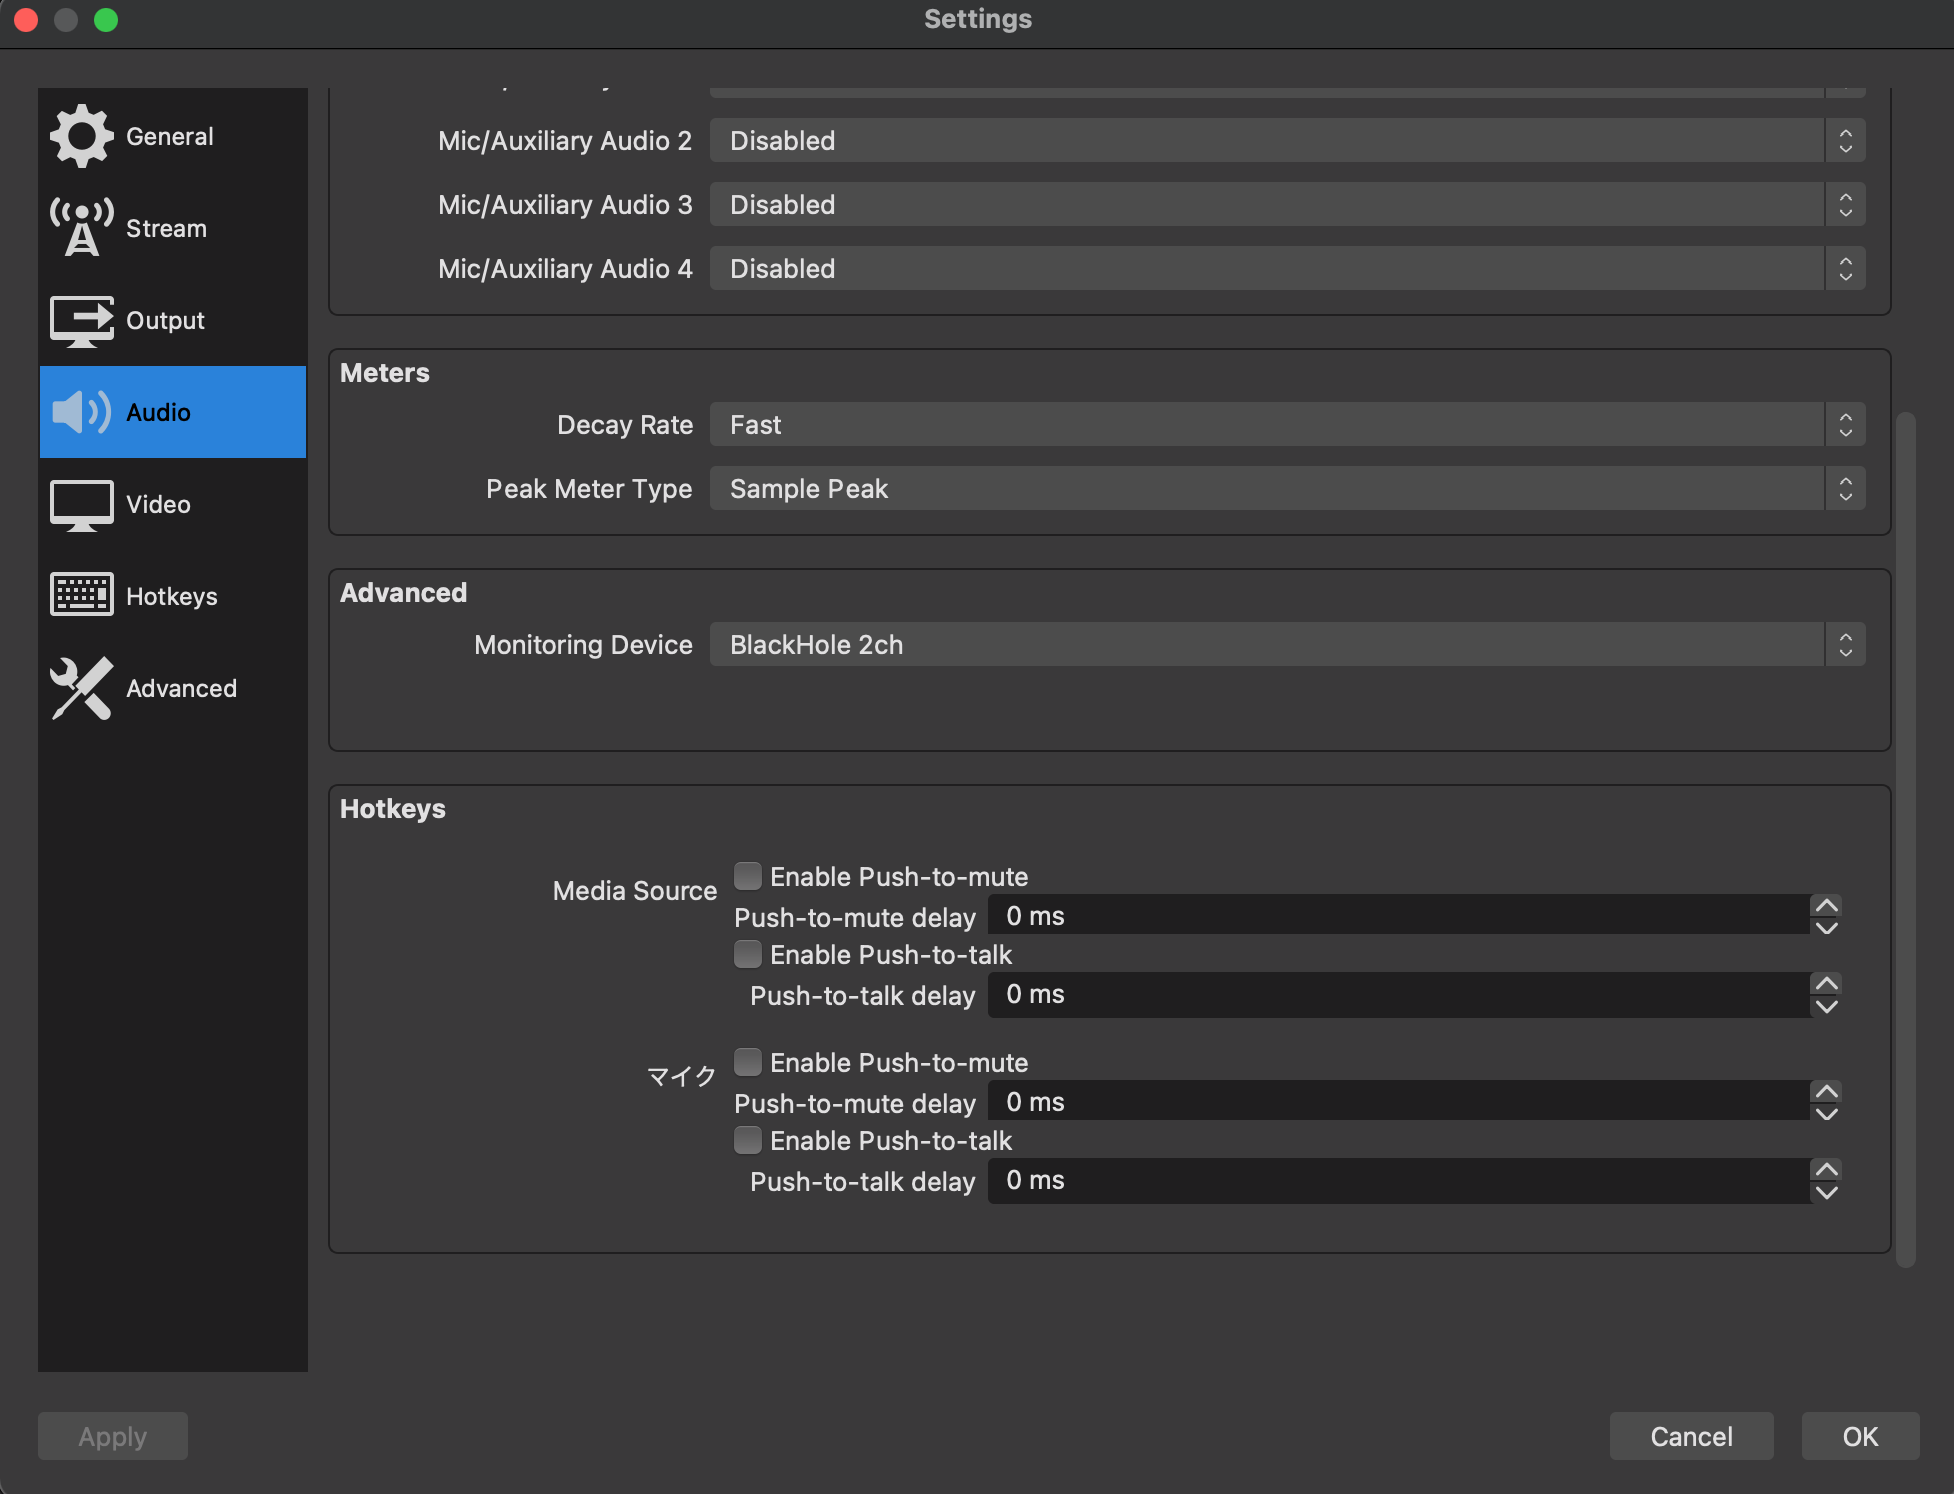 Settings
General
Stream
Output
Audio
Video
Hotkeys
Advanced
Mic/Auxiliary Audio 2 Disabled
Mic/Auxiliary Audio 3 Disabled
Mic/Auxiliary Audio 4 Disabled
Meters
Decay Rate Fast
Peak Meter Type Sample Peak
Advanced
Monitoring Device BlackHole 2ch
Hotkeys
Media Source
Enable Push-to-mute
Push-to-mute delay 0 ms
Enable Push-to-talk
Push-to-talk delay 0 ms
マイク
Enable Push-to-mute
Push-to-mute delay 0 ms
Enable Push-to-talk
Push-to-talk delay 0 ms
Apply
Cancel
OK